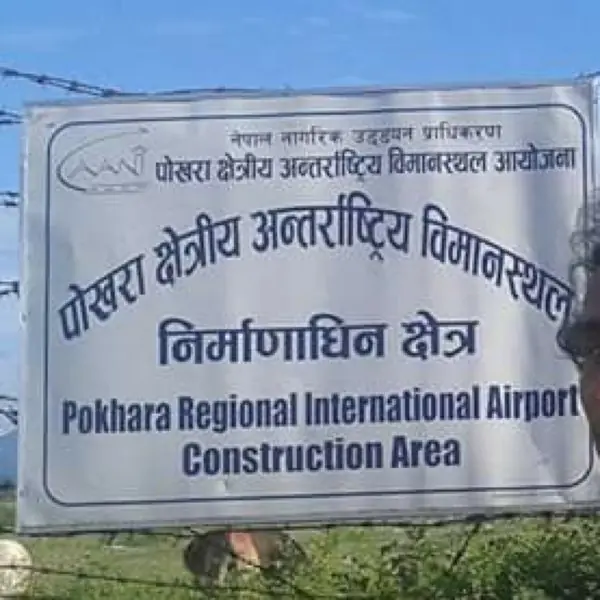 नेपाल नागरिक उड्डयन प्राधिकरण
CAAN
पोखरा क्षेत्रीय अन्तर्राष्ट्रिय विमानस्थल आयोजना
पोखरा क्षेत्रीय अन्तर्राष्ट्रिय विमानस्थल
निर्माणाधिन क्षेत्र
Pokhara Regional International Airport
Construction Area